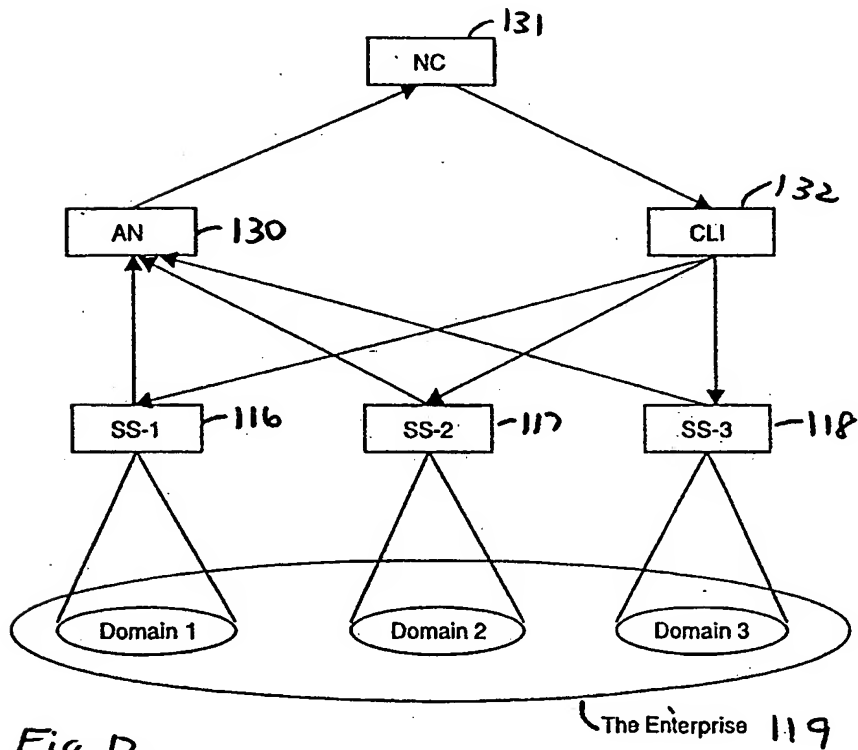 131
NC
132
AN
130
CLI
SS-1
116
SS-2
117
SS-3
118
Domain 1
Domain 2
Domain 3
The Enterprise 119
Fig. D